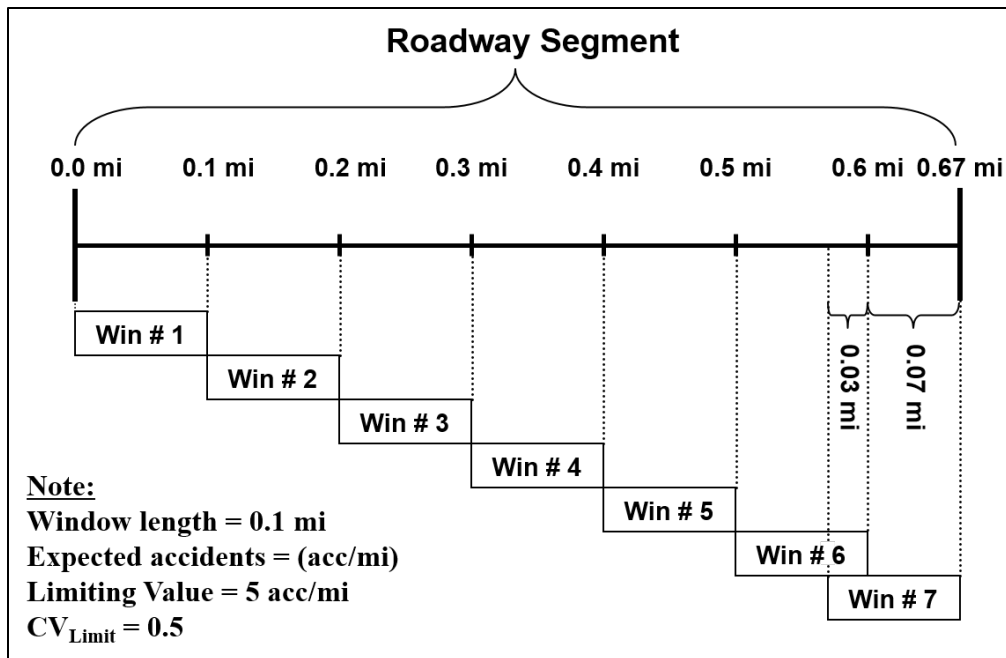 Roadway Segment
0.0 mi 0.1 mi 0.2 mi 0.3 mi 0.4 mi 0.5 mi 0.6 mi 0.67 mi
Win # 1
Win # 2
Win # 3
Win # 4
Win # 5
Win # 6
Win # 7
0.03 mi
0.07 mi
Note:
Window length = 0.1 mi
Expected accidents = (acc/mi)
Limiting Value = 5 acc/mi
CVLimit = 0.5